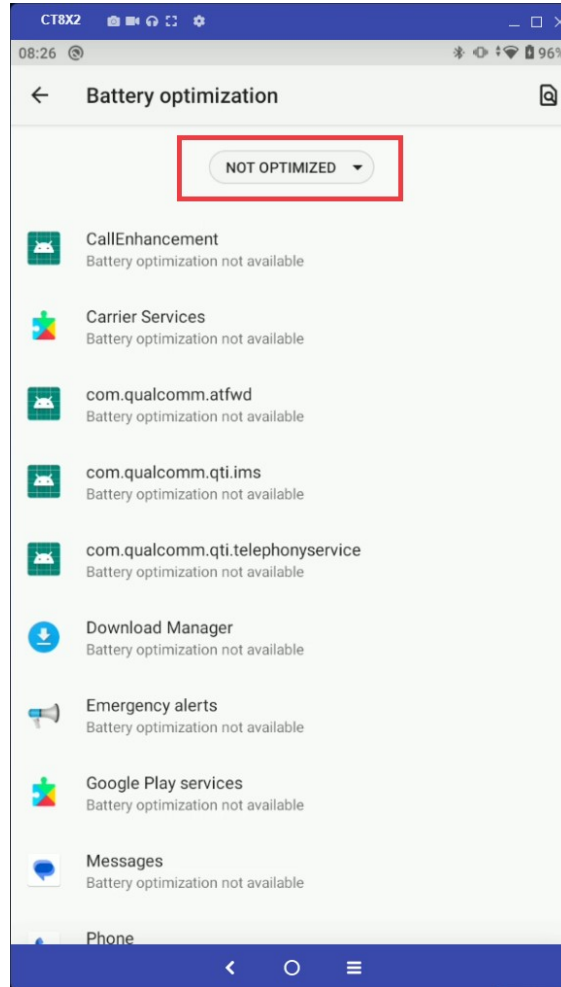 CT8X2
08:26 96%
Battery optimization
NOT OPTIMIZED
CallEnhancement
Battery optimization not available
Carrier Services
Battery optimization not available
com.qualcomm.atfwd
Battery optimization not available
com.qualcomm.qti.ims
Battery optimization not available
com.qualcomm.qti.telephonyservice
Battery optimization not available
Download Manager
Battery optimization not available
Emergency alerts
Battery optimization not available
Google Play services
Battery optimization not available
Messages
Battery optimization not available
Phone